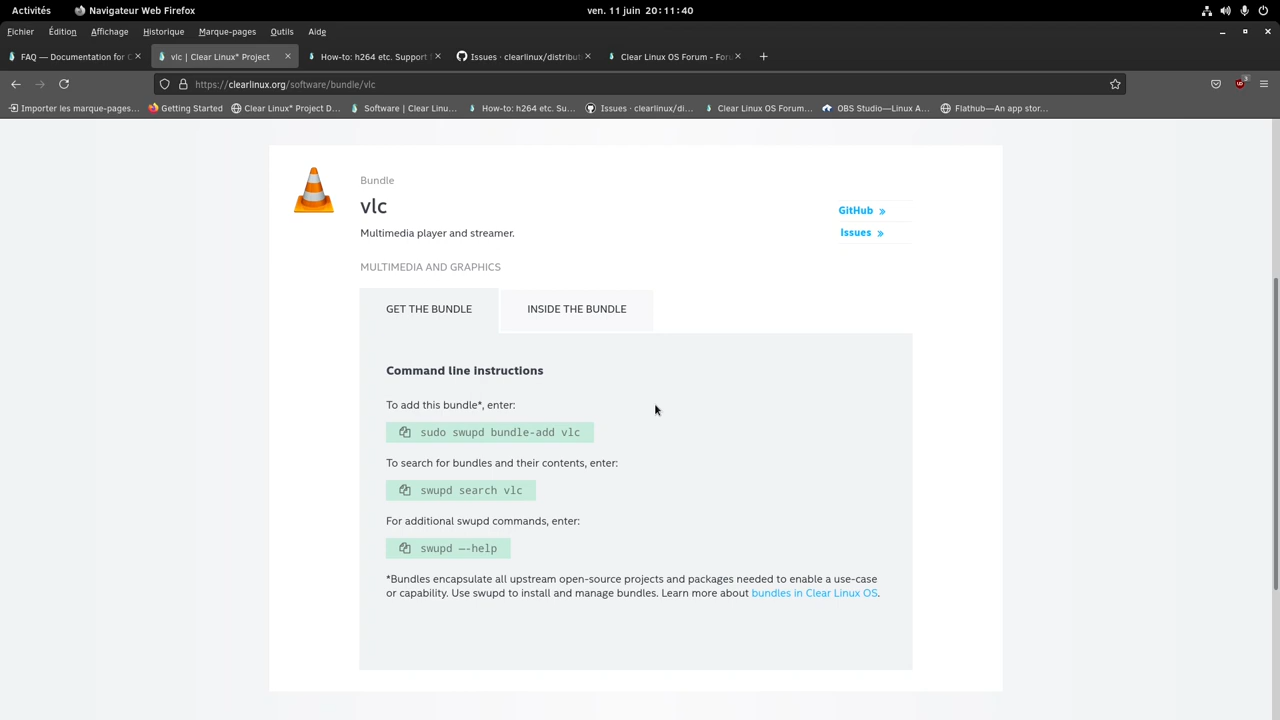 Activités
Navigateur Web Firefox
ven. 11 juin  20:11:40
Fichier Édition Affichage Historique Marque-pages Outils Aide
FAQ — Documentation for C
vlc | Clear Linux* Project
How-to: h264 etc. Support
Issues · clearlinux/distribut
Clear Linux OS Forum - Foru
https://clearlinux.org/software/bundle/vlc
3
Importer les marque-pages...
Getting Started
Clear Linux* Project D...
Software | Clear Linu...
How-to: h264 etc. Su...
Issues · clearlinux/di...
Clear Linux OS Forum...
OBS Studio—Linux A...
Flathub—An app stor...
Bundle
vlc
GitHub »
Multimedia player and streamer.
Issues »
MULTIMEDIA AND GRAPHICS
GET THE BUNDLE
INSIDE THE BUNDLE
Command line instructions
To add this bundle*, enter:
sudo swupd bundle-add vlc
To search for bundles and their contents, enter:
swupd search vlc
For additional swupd commands, enter:
swupd —-help
*Bundles encapsulate all upstream open-source projects and packages needed to enable a use-case
or capability. Use swupd to install and manage bundles. Learn more about bundles in Clear Linux OS.